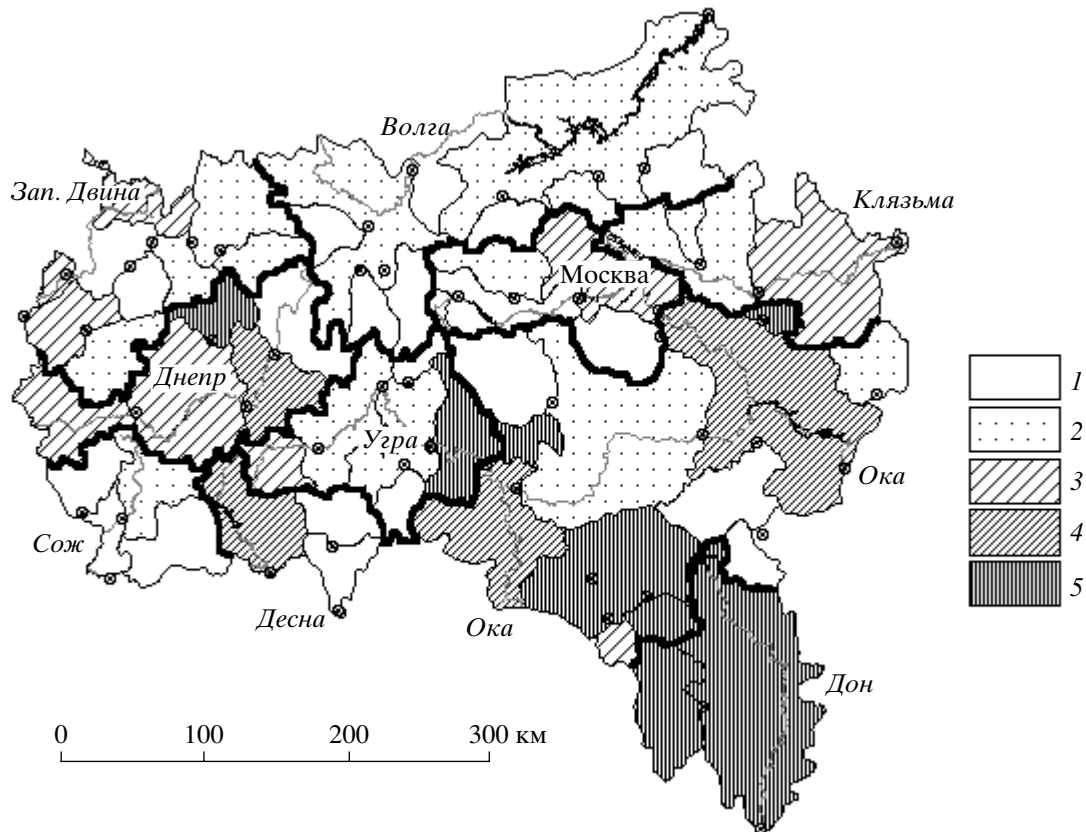 Волга
Зап. Двина
Клязьма
Москва
Днепр
Угра
Ока
Сож
Десна
Ока
Дон
1
2
3
4
5
0 100 200 300 км